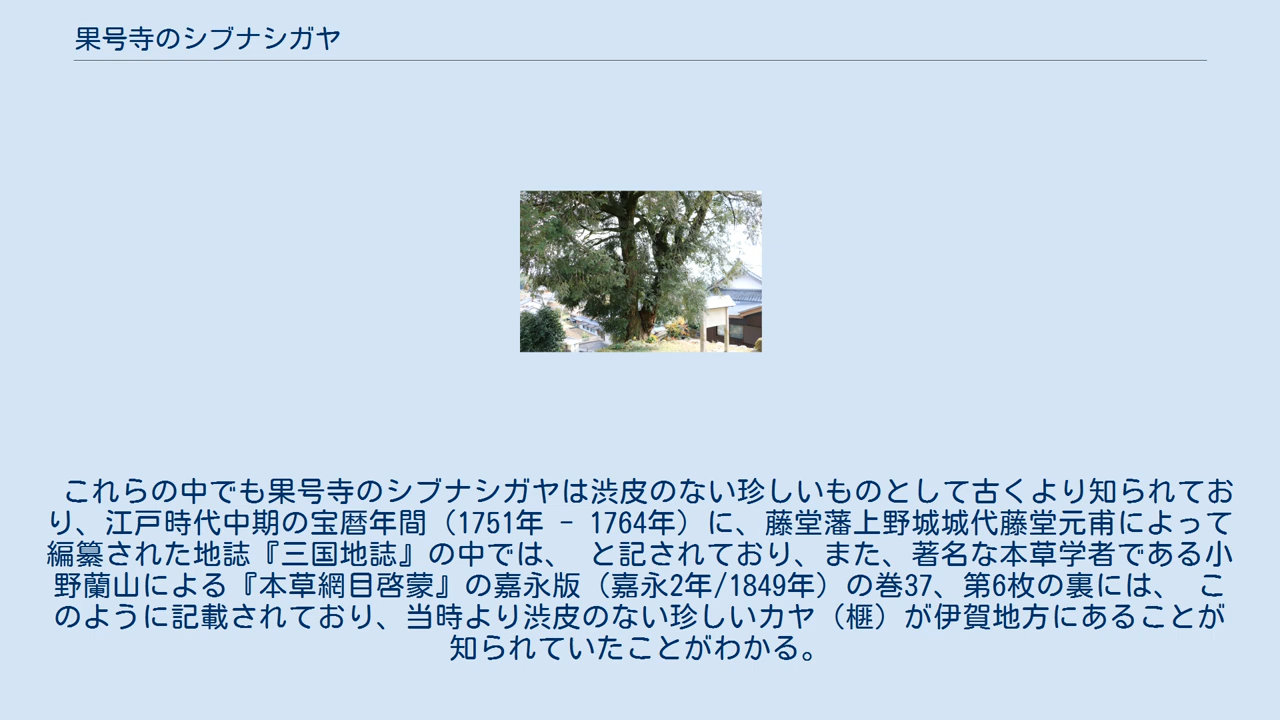 果号寺のシブナシガヤ
これらの中でも果号寺のシブナシガヤは渋皮のない珍しいものとして古くより知られてお
り、江戸時代中期の宝暦年間（1751年 - 1764年）に、藤堂藩上野城城代藤堂元甫によって
編纂された地誌『三国地誌』の中では、 と記されており、また、著名な本草学者である小
野蘭山による『本草網目啓蒙』の嘉永版（嘉永2年/1849年）の巻37、第6枚の裏には、 こ
のように記載されており、当時より渋皮のない珍しいカヤ（榧）が伊賀地方にあることが
知られていたことがわかる。